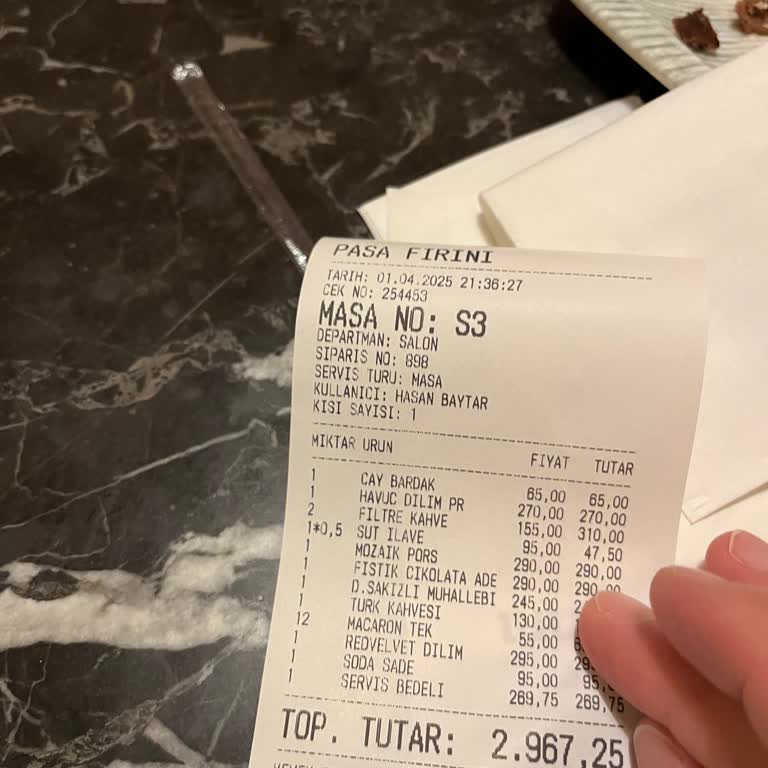 PASA FIRINI
TARIH: 01.04.2025 21:36:27
CEK NO: 254453
MASA NO: S3
DEPARTMAN: SALON
SIPARIS NO: 898
SERVIS TURU: MASA
KULLANICI: HASAN BAYTAR
KISI SAYISI: 1
MIKTAR URUN FIYAT TUTAR
1 CAY BARDAK 65,00 65,00
1 HAVUC DILIM PR 270,00 270,00
2 FILTRE KAHVE 155,00 310,00
1*0,5 SUT ILAVE 95,00 47,50
1 MOZAIK PORS 290,00 290,00
1 FISTIK CIKOLATA ADE 290,00 290,00
1 D.SAKIZLI MUHALLEBI 245,00
1 TURK KAHVESI 130,00
12 MACARON TEK 55,00
1 REDVELVET DILIM 295,00
1 SODA SADE 95,00
1 SERVIS BEDELI 269,75 269,75
TOP. TUTAR: 2.967,25